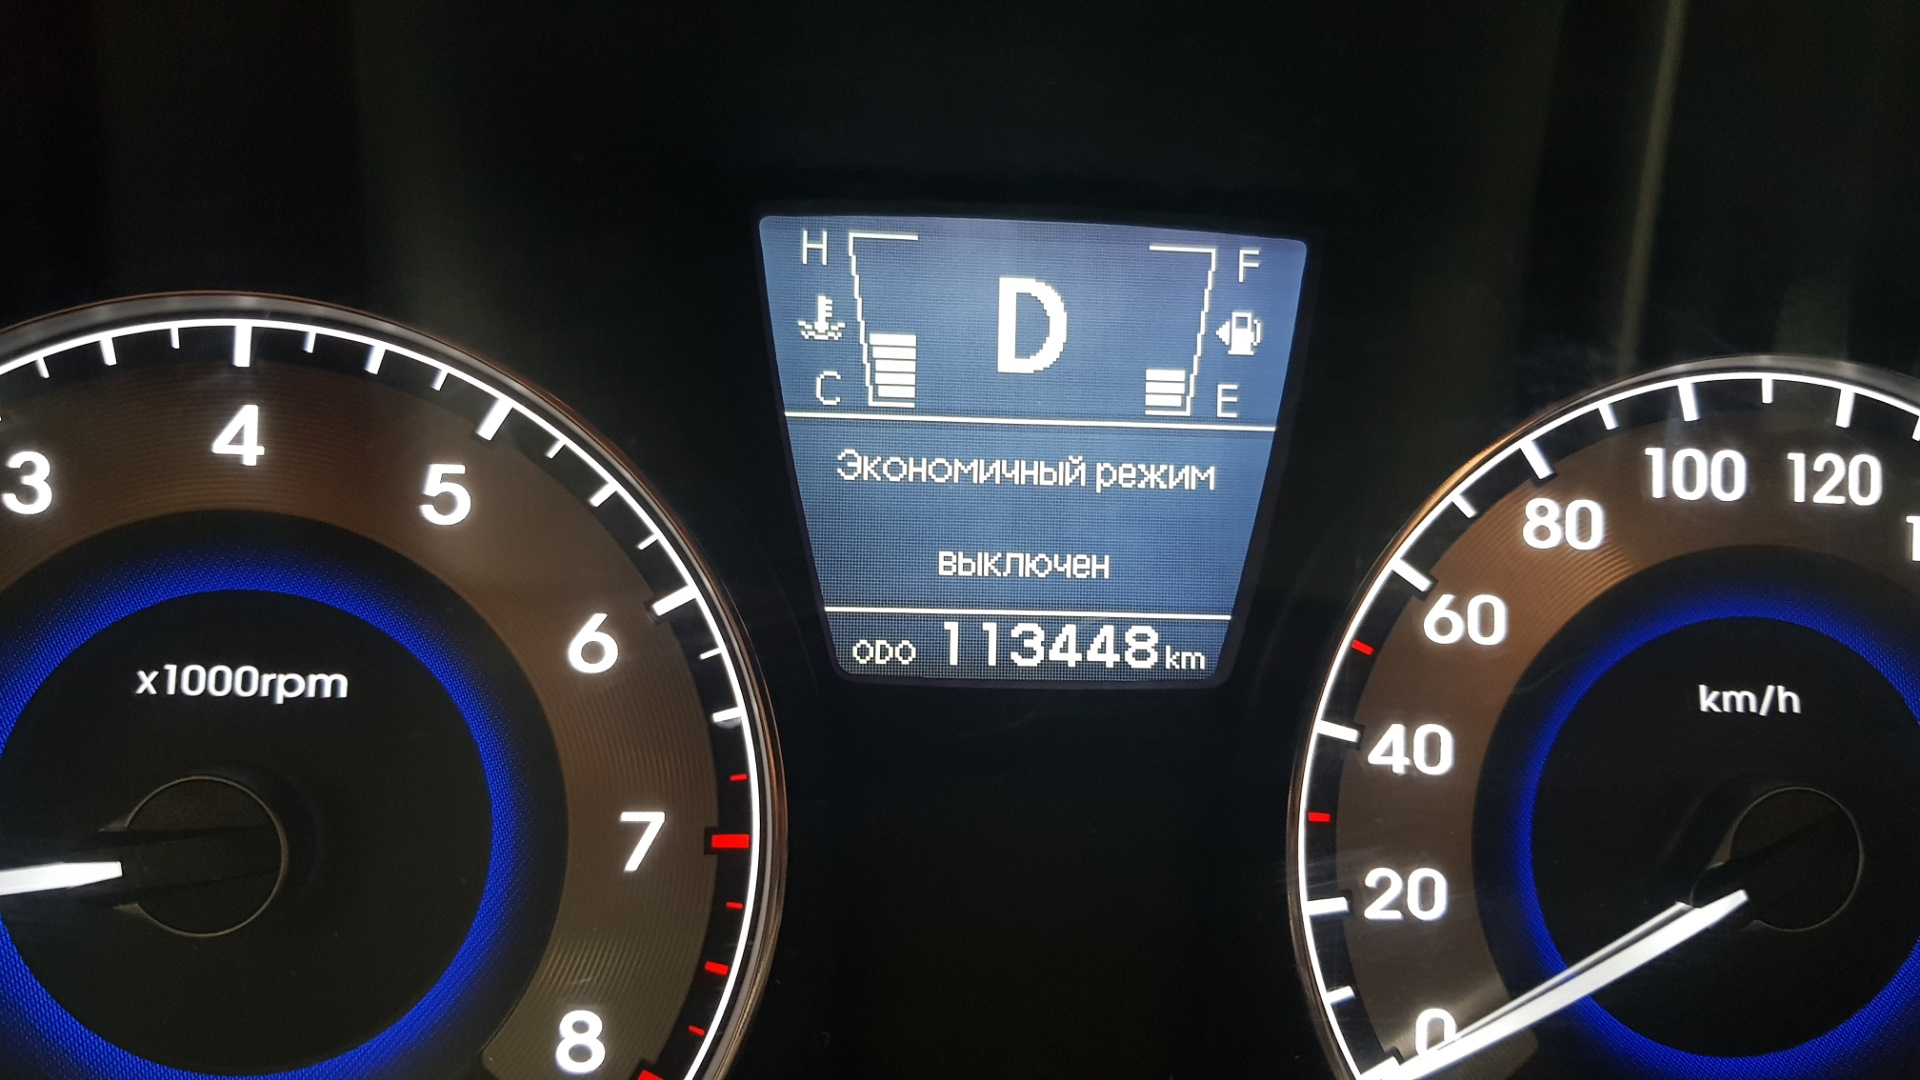 H
F
D
C
E
Экономичный режим
выключен
ODO 113448 km
3
4
5
6
7
8
x1000rpm
0
20
40
60
80
100
120
km/h